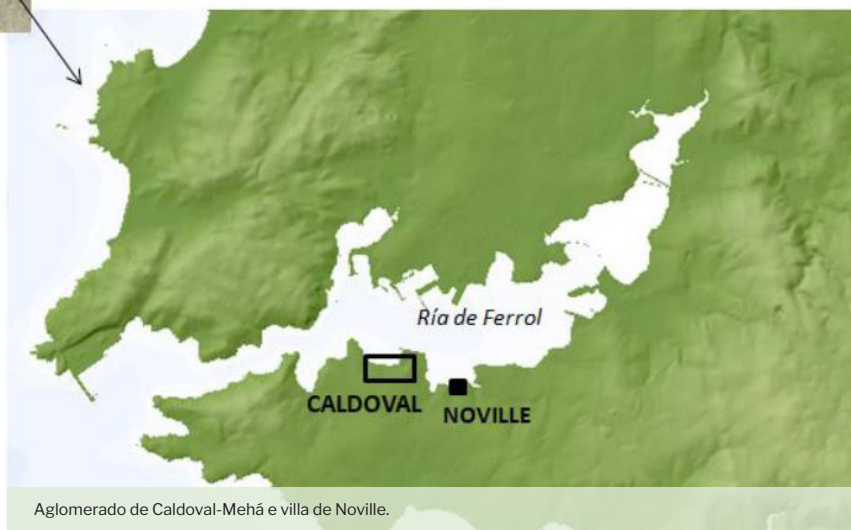 Ría de Ferrol
CALDOVAL
NOVILLE
Aglomerado de Caldoval-Mehá e villa de Noville.